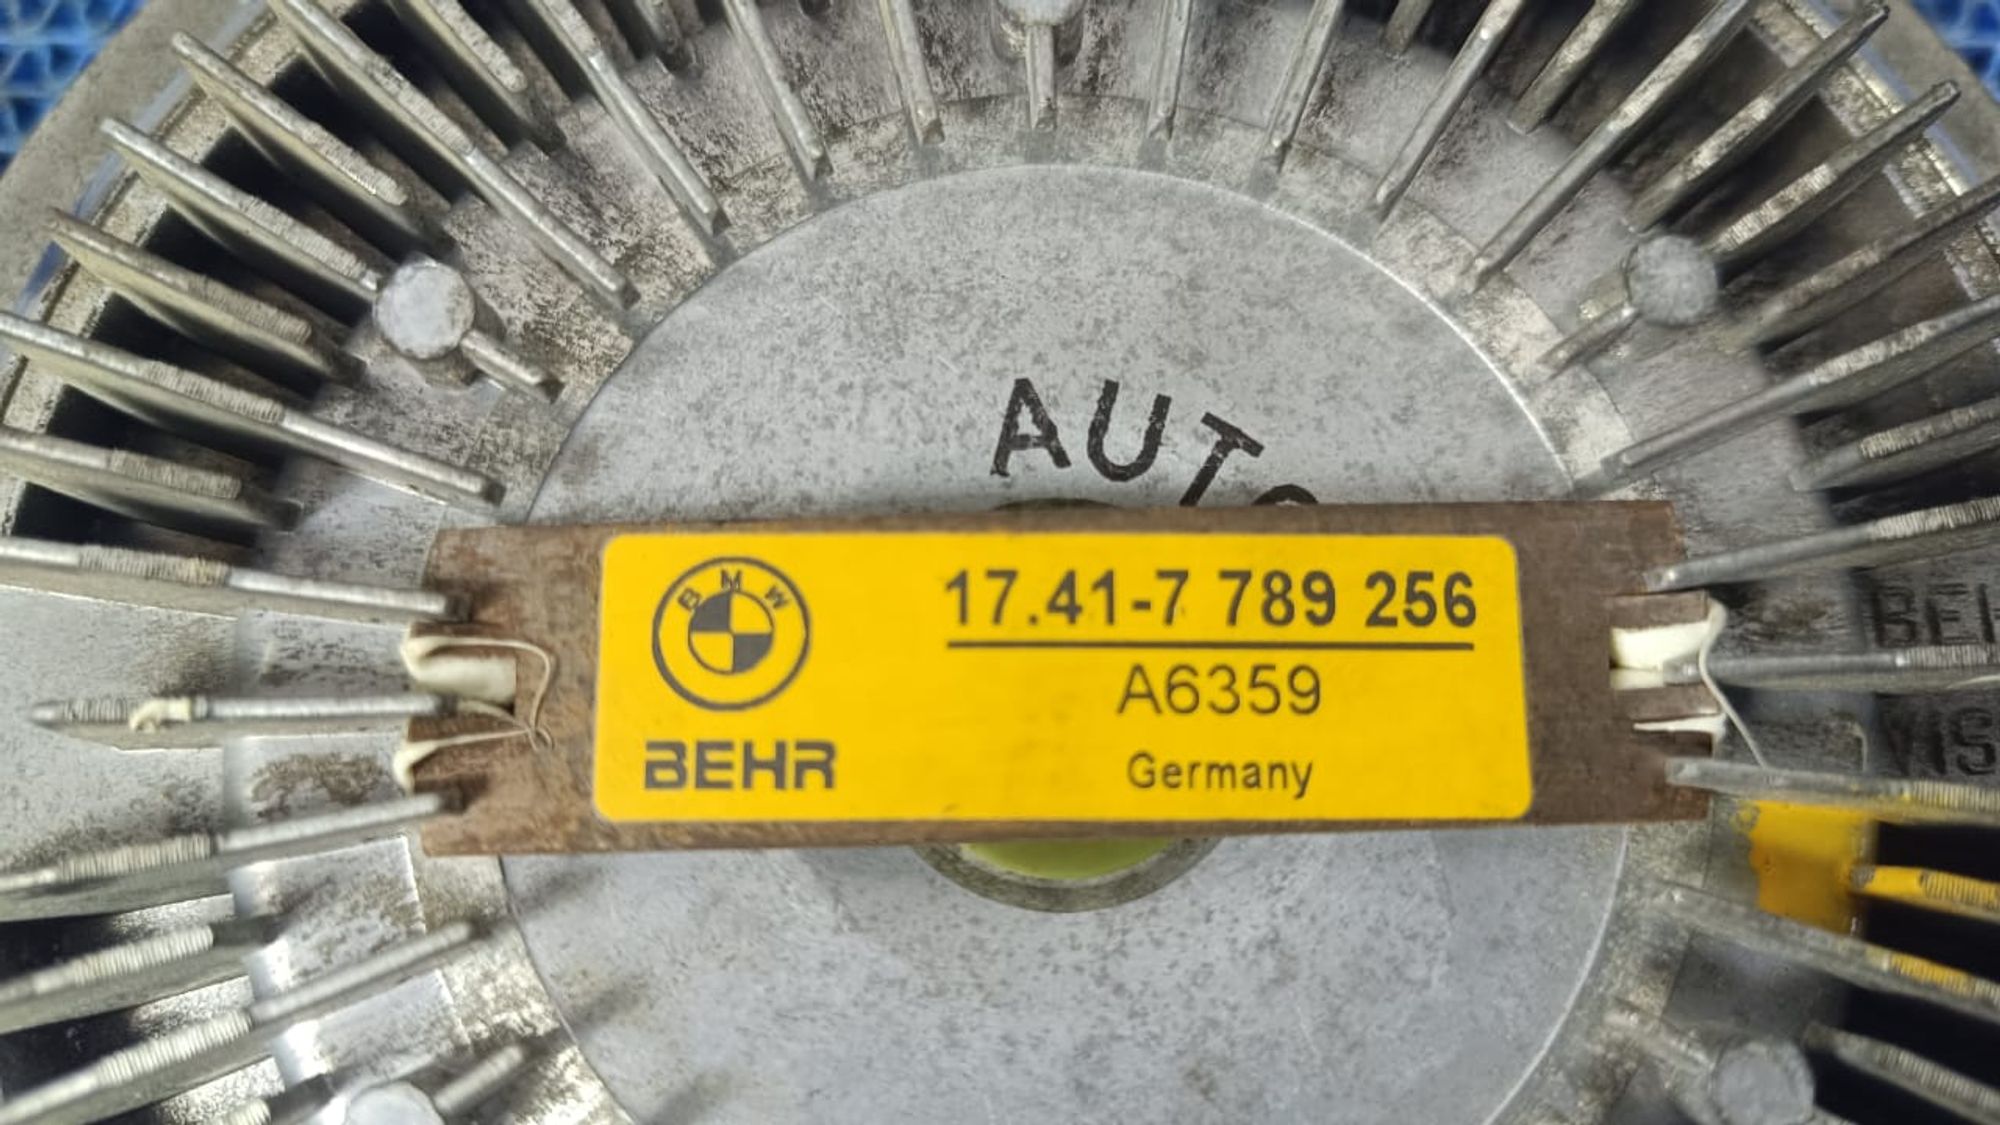 AUTO
BMW
17.41-7 789 256
A6359
BEHR
Germany